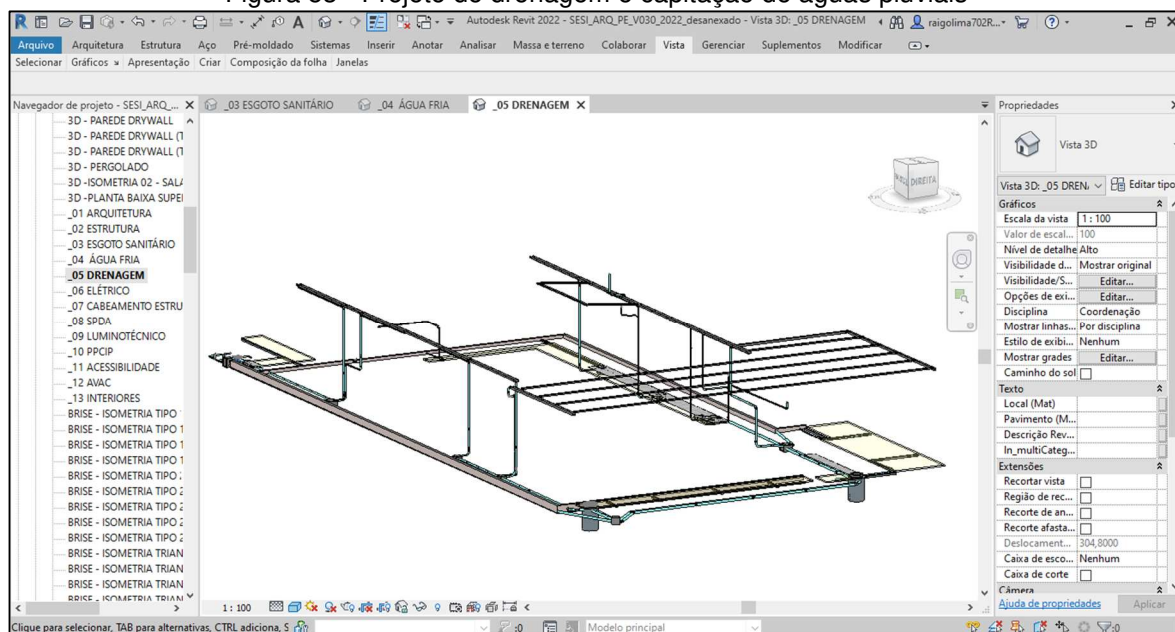 Figura 35 - Projeto de drenagem e capitação de águas pluviais
Autodesk Revit 2022 - SESI_ARQ_PE_V030_2022_desanexado - Vista 3D: _05 DRENAGEM
raigolima702R...
Arquivo Arquitetura Estrutura Aço Pré-moldado Sistemas Inserir Anotar Analisar Massa e terreno Colaborar Vista Gerenciar Suplementos Modificar
Selecionar Gráficos Apresentação Criar Composição da folha Janelas
Navegador de projeto - SESI_ARQ_... X
_03 ESGOTO SANITÁRIO _04 ÁGUA FRIA _05 DRENAGEM X
3D - PAREDE DRYWALL
3D - PAREDE DRYWALL (T
3D - PAREDE DRYWALL (T
3D - PERGOLADO
3D -ISOMETRIA 02 - SALA
3D -PLANTA BAIXA SUPEI
_01 ARQUITETURA
_02 ESTRUTURA
_03 ESGOTO SANITÁRIO
_04 ÁGUA FRIA
_05 DRENAGEM
_06 ELÉTRICO
_07 CABEAMENTO ESTRU
_08 SPDA
_09 LUMINOTÉCNICO
_10 PPCIP
_11 ACESSIBILIDADE
_12 AVAC
_13 INTERIORES
BRISE - ISOMETRIA TIPO
BRISE - ISOMETRIA TIPO 1
BRISE - ISOMETRIA TIPO 1
BRISE - ISOMETRIA TIPO 1
BRISE - ISOMETRIA TIPO
BRISE - ISOMETRIA TIPO 2
BRISE - ISOMETRIA TIPO 2
BRISE - ISOMETRIA TIPO 2
BRISE - ISOMETRIA TIPO 2
BRISE - ISOMETRIA TRIAN
BRISE - ISOMETRIA TRIAN
BRISE - ISOMETRIA TRIAN
BRISE - ISOMETRIA TRIAN
DIREITA
Propriedades
Vista 3D
Vista 3D: _05 DREN. Editar tipo
Gráficos
Escala da vista 1 : 100
Valor de escal... 100
Nível de detalhe Alto
Visibilidade d... Mostrar original
Visibilidade/S... Editar...
Opções de exi... Editar...
Disciplina Coordenação
Mostrar linhas... Por disciplina
Estilo de exibi... Nenhum
Mostrar grades Editar...
Caminho do sol
Texto
Local (Mat)
Pavimento (M...
Descrição Rev...
In_multiCateg...
Extensões
Recortar vista
Região de rec...
Recorte de an...
Recorte afasta...
Deslocament... 304,8000
Caixa de esco... Nenhum
Caixa de corte
Câmera
Ajuda de propriedades Aplicar
1 : 100
Clique para selecionar, TAB para alternativas, CTRL adiciona, S
:0 Modelo principal :0